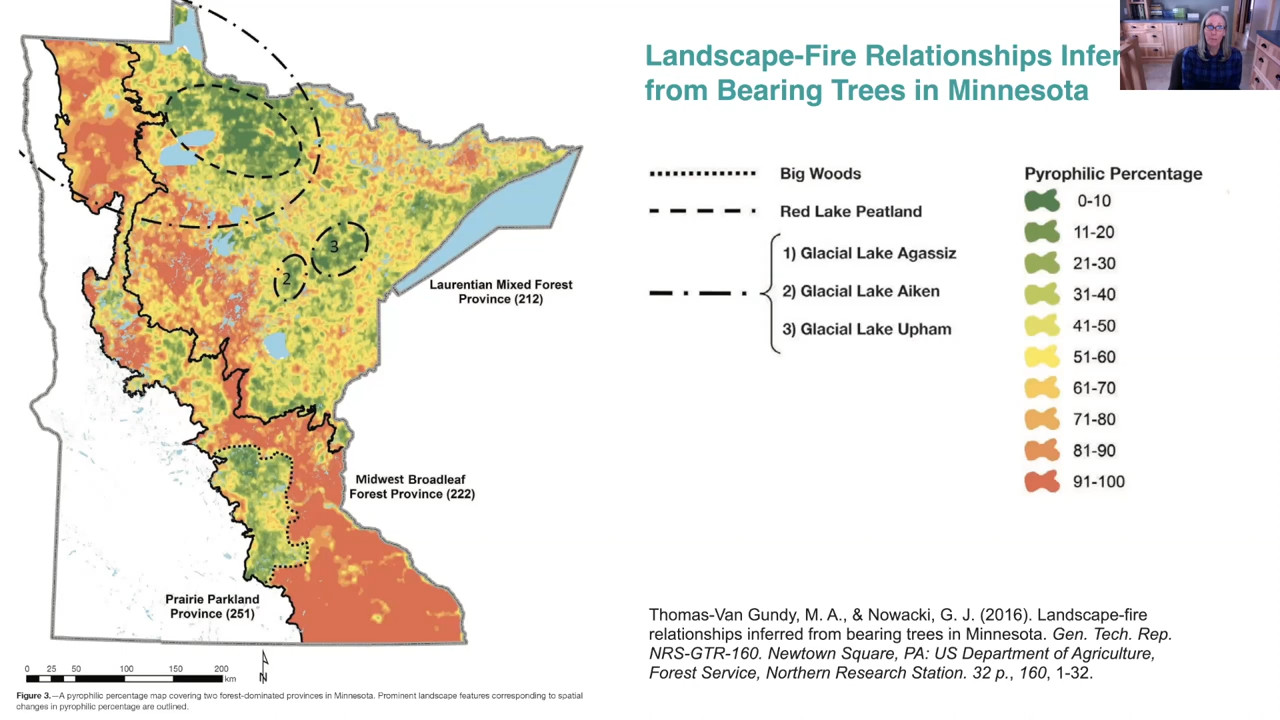 Landscape-Fire Relationships Infer
from Bearing Trees in Minnesota
Big Woods
Red Lake Peatland
1) Glacial Lake Agassiz
2) Glacial Lake Aiken
3) Glacial Lake Upham
Pyrophilic Percentage
0-10
11-20
21-30
31-40
41-50
51-60
61-70
71-80
81-90
91-100
3
2
Laurentian Mixed Forest
Province (212)
Midwest Broadleaf
Forest Province (222)
Prairie Parkland
Province (251)
0 25 50 100 150 200
km
N
Figure 3.—A pyrophilic percentage map covering two forest-dominated provinces in Minnesota. Prominent landscape features corresponding to spatial
changes in pyrophilic percentage are outlined.
Thomas-Van Gundy, M. A., & Nowacki, G. J. (2016). Landscape-fire
relationships inferred from bearing trees in Minnesota. Gen. Tech. Rep.
NRS-GTR-160. Newtown Square, PA: US Department of Agriculture,
Forest Service, Northern Research Station. 32 p., 160, 1-32.